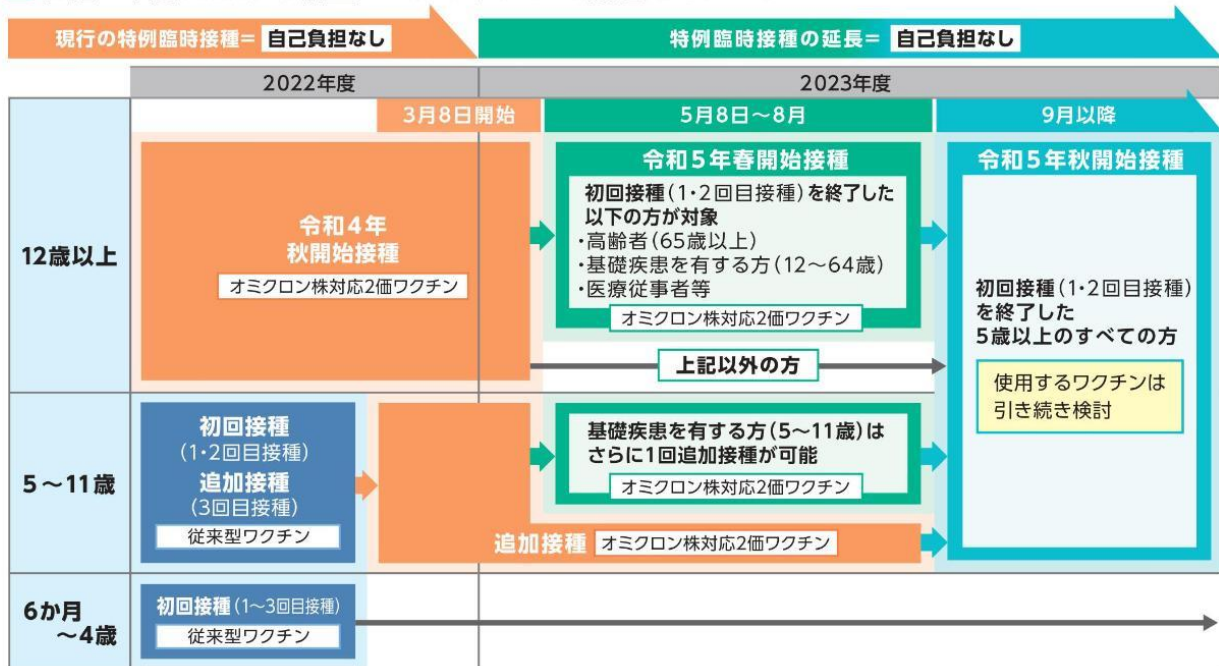 現行の特例臨時接種= 自己負担なし
特例臨時接種の延長= 自己負担なし
2022年度
2023年度
3月8日開始
5月8日～8月
9月以降
12歳以上
令和4年
秋開始接種
オミクロン株対応2価ワクチン
令和5年春開始接種
初回接種(1・2回目接種)を終了した
以下の方が対象
・高齢者(65歳以上)
・基礎疾患を有する方(12～64歳)
・医療従事者等
オミクロン株対応2価ワクチン
上記以外の方
令和5年秋開始接種
初回接種(1・2回目接種)
を終了した
5歳以上のすべての方
使用するワクチンは
引き続き検討
5～11歳
初回接種
(1・2回目接種)
追加接種
(3回目接種)
従来型ワクチン
基礎疾患を有する方(5～11歳)は
さらに1回追加接種が可能
オミクロン株対応2価ワクチン
追加接種 オミクロン株対応2価ワクチン
6か月
～4歳
初回接種(1～3回目接種)
従来型ワクチン